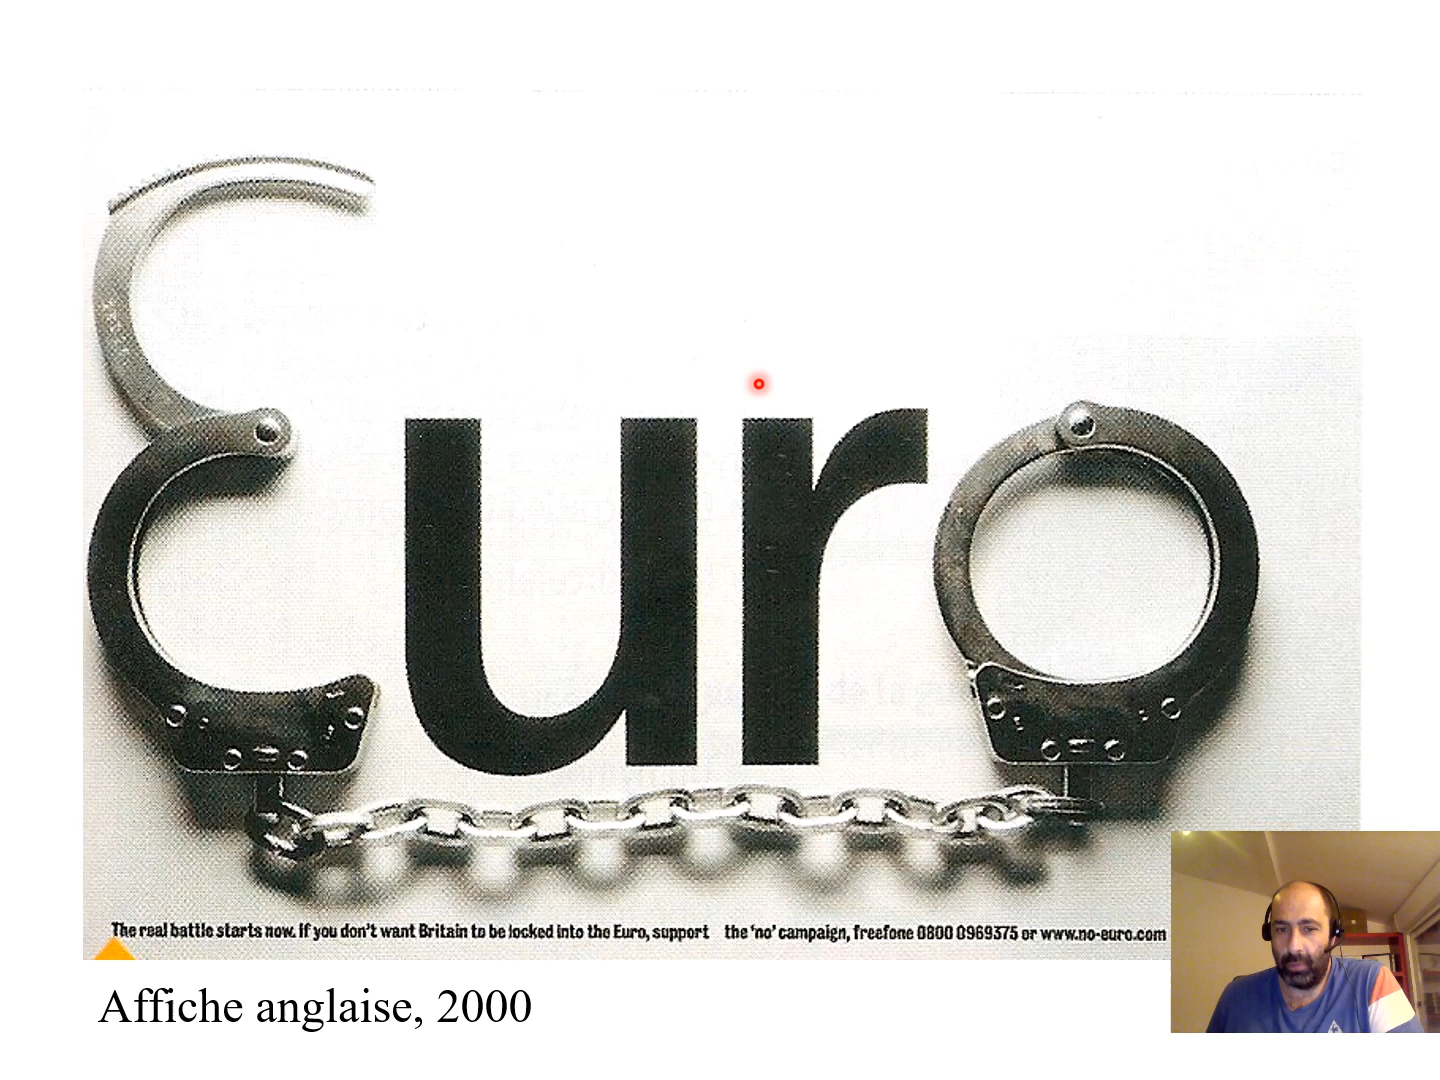 Euro
The real battle starts now. If you don't want Britain to be locked into the Euro, support the 'no' campaign, freefone 0800 0969375 or www.no-euro.com
Affiche anglaise, 2000